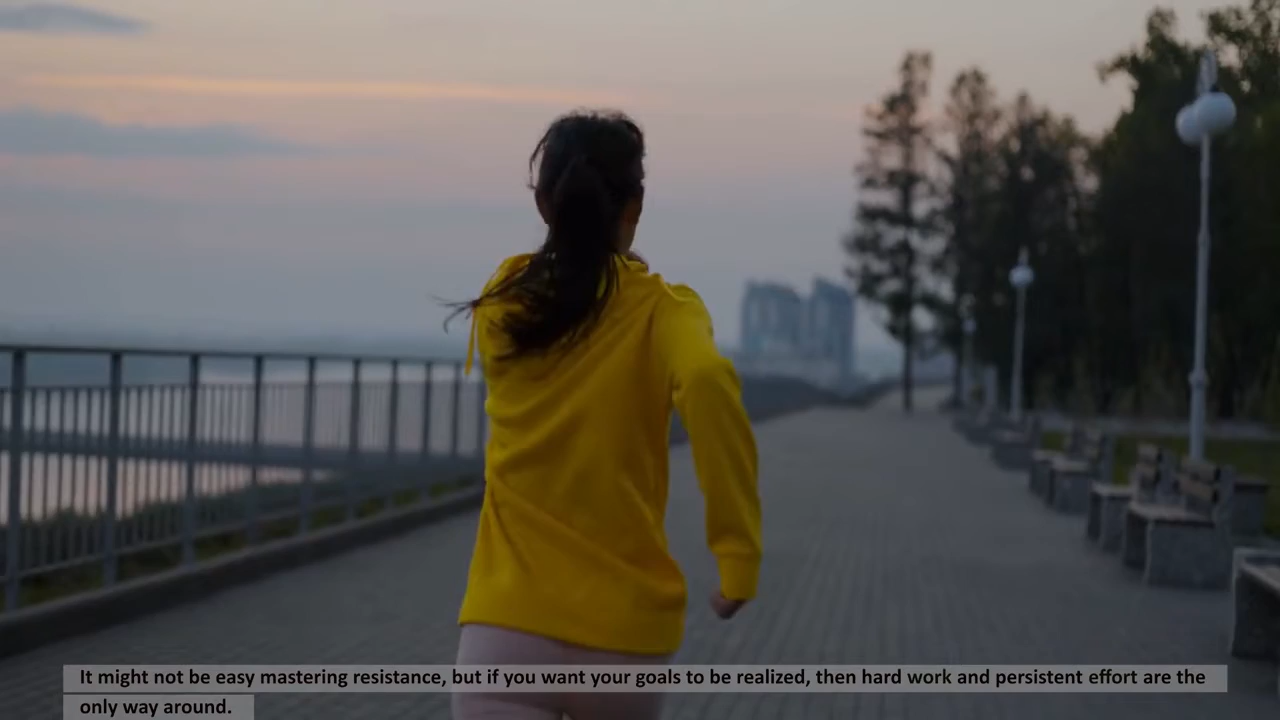 It might not be easy mastering resistance, but if you want your goals to be realized, then hard work and persistent effort are the
only way around.